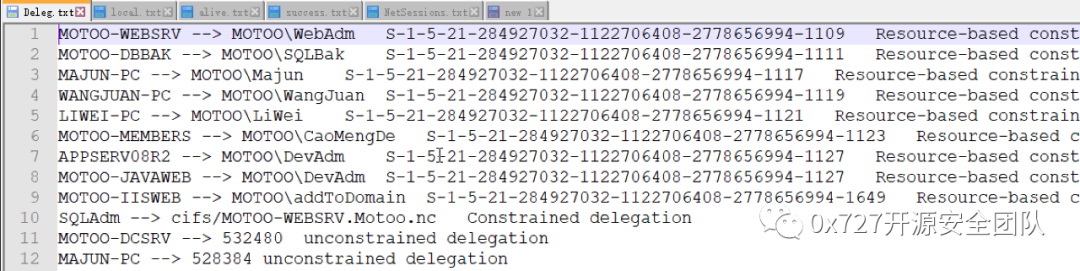 Deleg.txt local.txt alive.txt success.txt NetSessions.txt new 1
1 MOTOO-WEBSRV --> MOTOO\WebAdm S-1-5-21-284927032-1122706408-2778656994-1109 Resource-based const
2 MOTOO-DBBAK --> MOTOO\SQLBak S-1-5-21-284927032-1122706408-2778656994-1111 Resource-based const
3 MAJUN-PC --> MOTOO\Majun S-1-5-21-284927032-1122706408-2778656994-1117 Resource-based constrain
4 WANGJUAN-PC --> MOTOO\WangJuan S-1-5-21-284927032-1122706408-2778656994-1119 Resource-based co
5 LIWEI-PC --> MOTOO\LiWei S-1-5-21-284927032-1122706408-2778656994-1121 Resource-based constrain
6 MOTOO-MEMBERS --> MOTOO\CaoMengDe S-1-5-21-284927032-1122706408-2778656994-1123 Resource-based c
7 APPSERV08R2 --> MOTOO\DevAdm S-1-5-21-284927032-1122706408-2778656994-1127 Resource-based const
8 MOTOO-JAVAWEB --> MOTOO\DevAdm S-1-5-21-284927032-1122706408-2778656994-1127 Resource-based const
9 MOTOO-IISWEB --> MOTOO\addToDomain S-1-5-21-284927032-1122706408-2778656994-1649 Resource-based c
10 SQLAdm --> cifs/MOTOO-WEBSRV.Motoo.nc Constrained delegation
11 MOTOO-DCSRV --> 532480 unconstrained delegation
12 MAJUN-PC --> 528384 unconstrained delegation
0x727开源安全团队